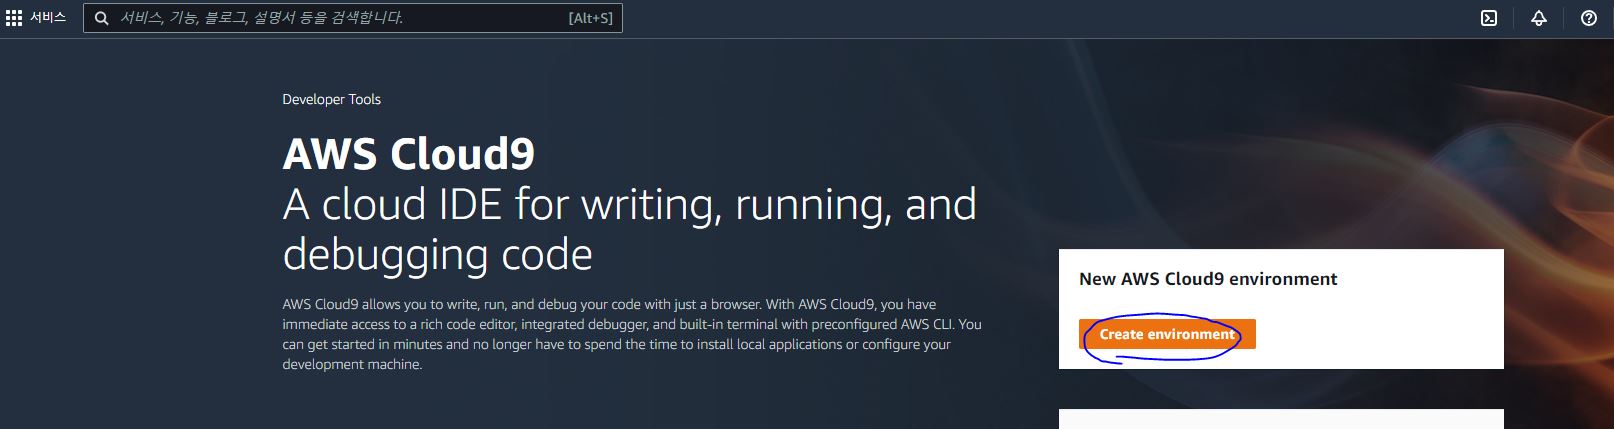 서비스
서비스, 기능, 블로그, 설명서 등을 검색합니다.
[Alt+S]
Developer Tools
AWS Cloud9
A cloud IDE for writing, running, and
debugging code
AWS Cloud9 allows you to write, run, and debug your code with just a browser. With AWS Cloud9, you have
immediate access to a rich code editor, integrated debugger, and built-in terminal with preconfigured AWS CLI. You
can get started in minutes and no longer have to spend the time to install local applications or configure your
development machine.
New AWS Cloud9 environment
Create environment